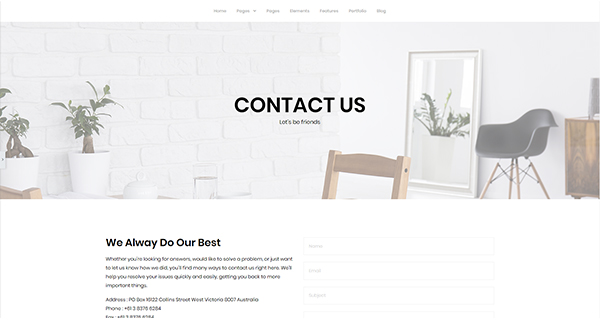 Home Pages Pages Elements Features Portfolio Blog
CONTACT US
Let's be friends
We Alway Do Our Best
Whether you're looking for answers, would like to solve a problem, or just want
to let us know how we did, you'll find many ways to contact us right here. We'll
help you resolve your issues quickly and easily, getting you back to more
important things.
Address : PO Box 16122 Collins Street West Victoria 8007 Australia
Phone : +61 3 8376 6284
Fax : +61 3 8376 6284
Name
Email
Subject